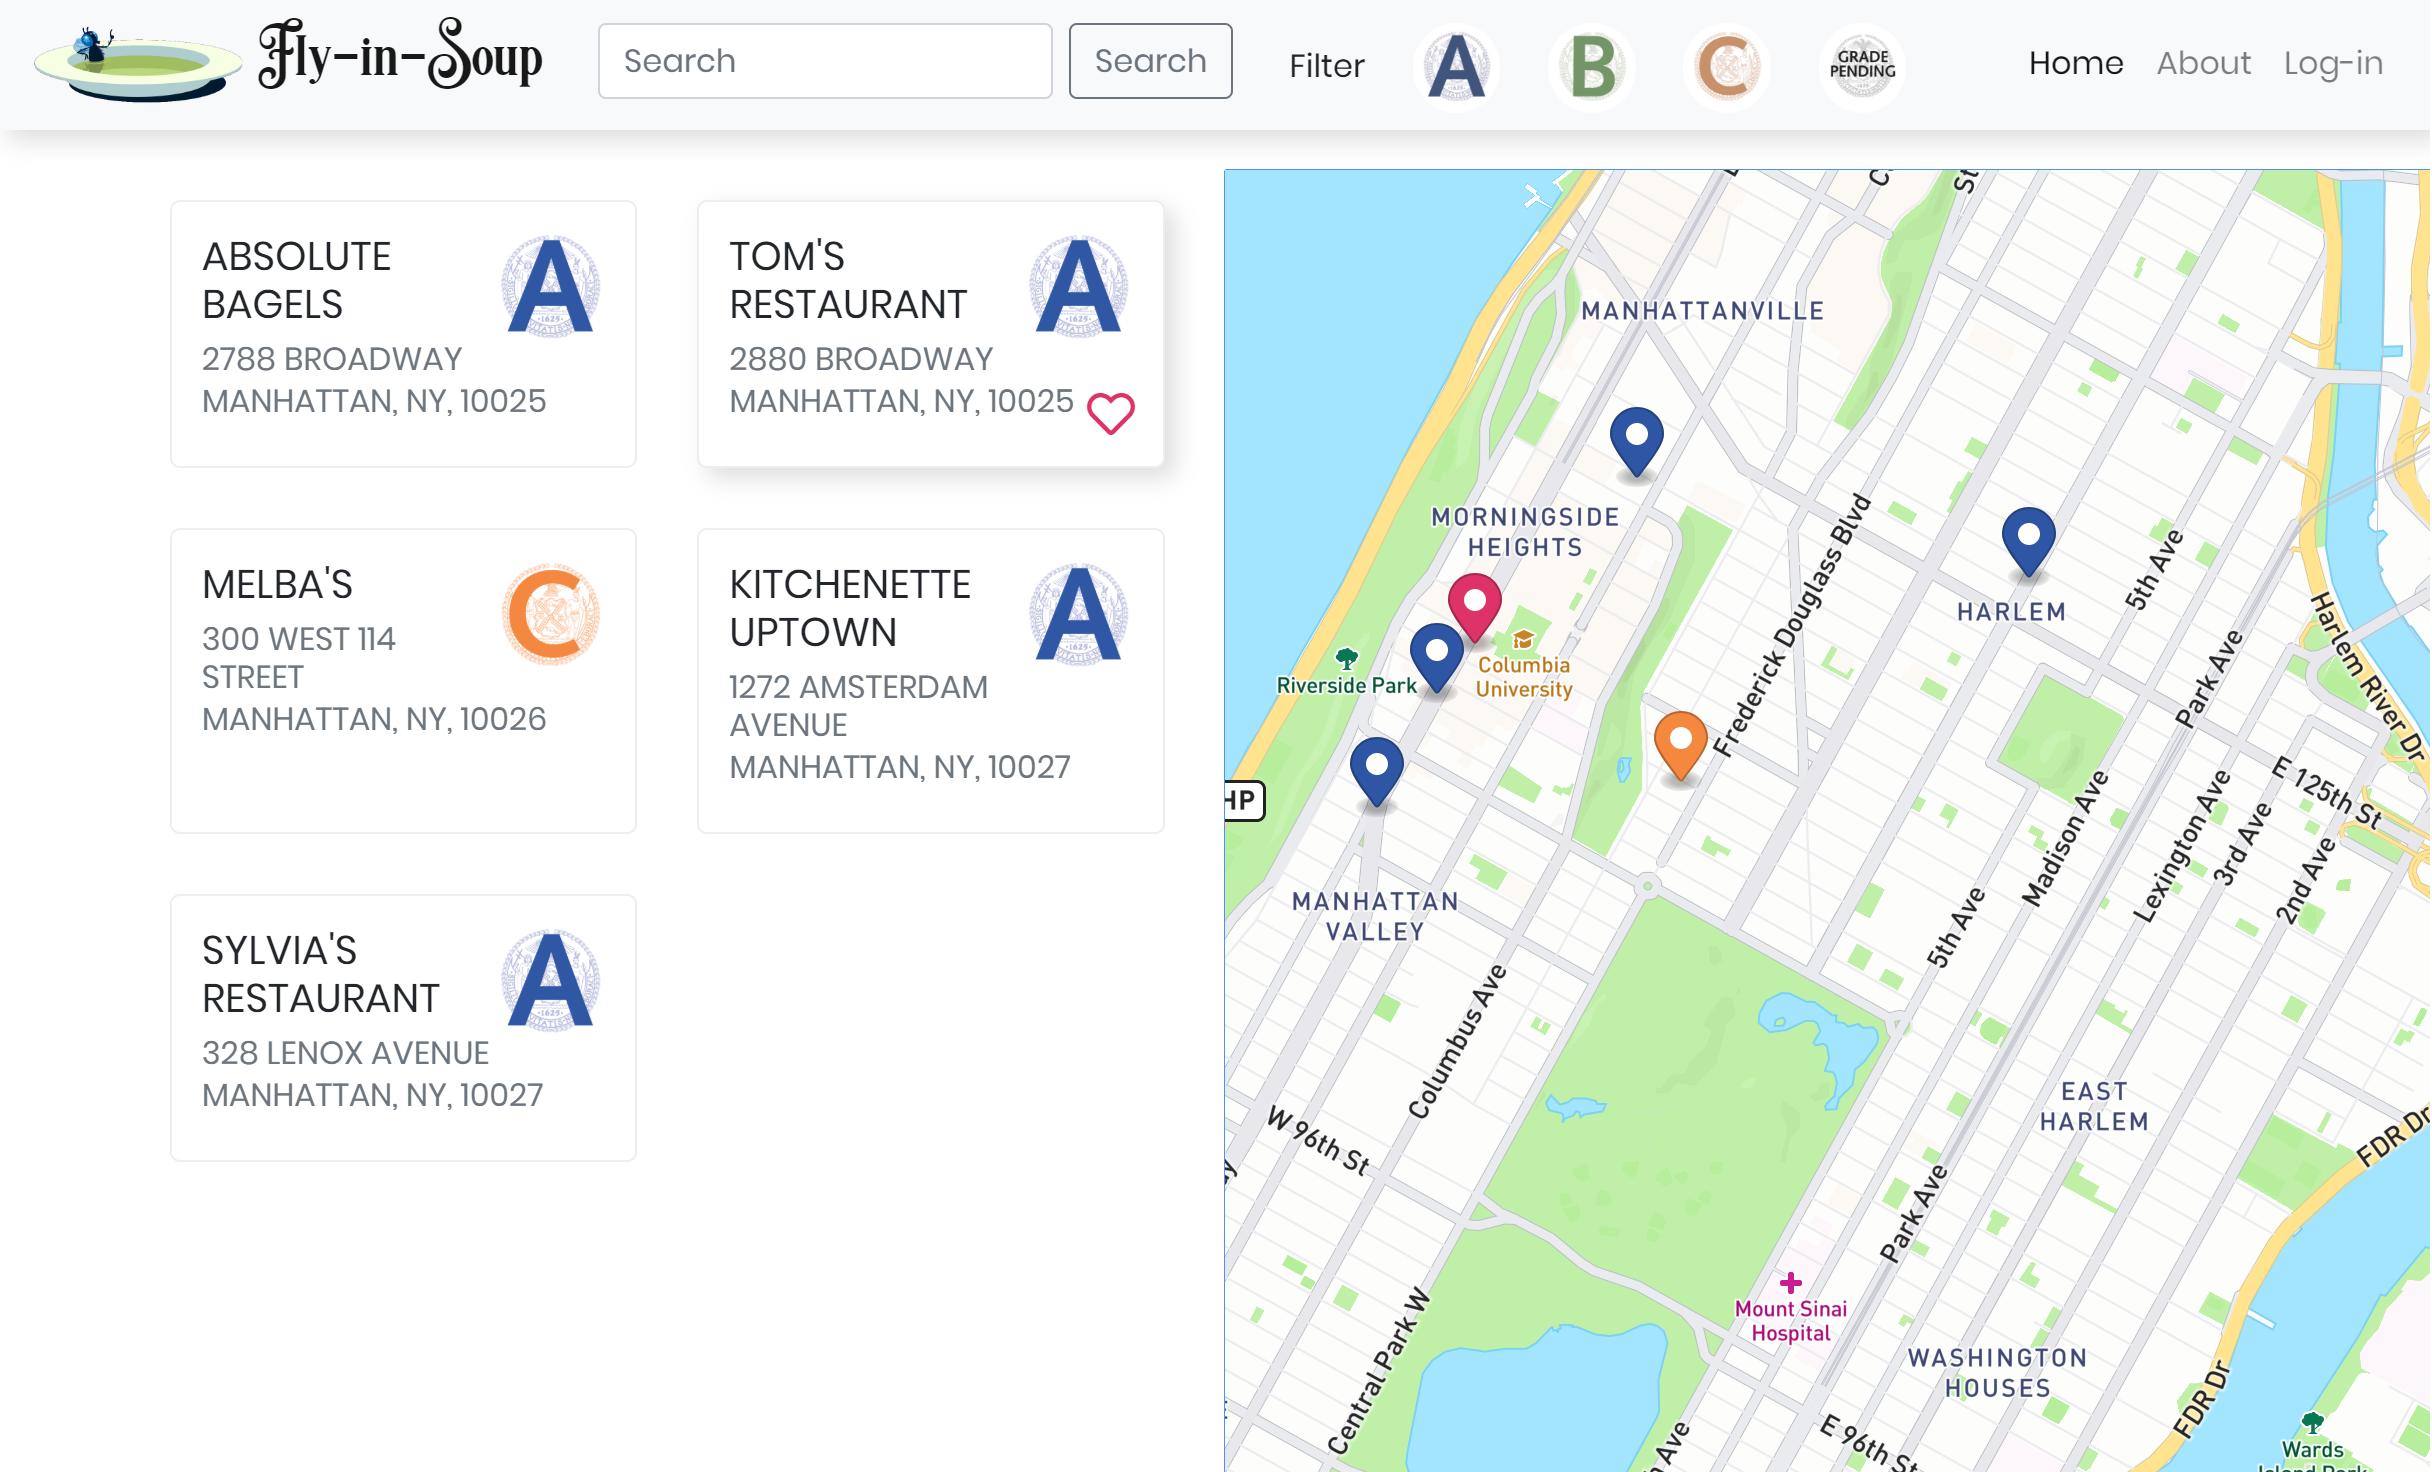 Fly-in-Soup
Search
Search
Filter
A
B
C
GRADE
PENDING
Home
About
Log-in
ABSOLUTE
BAGELS
A
2788 BROADWAY
MANHATTAN, NY, 10025
TOM'S
RESTAURANT
A
2880 BROADWAY
MANHATTAN, NY, 10025
MELBA'S
C
300 WEST 114
STREET
MANHATTAN, NY, 10026
KITCHENETTE
UPTOWN
A
1272 AMSTERDAM
AVENUE
MANHATTAN, NY, 10027
SYLVIA'S
RESTAURANT
A
328 LENOX AVENUE
MANHATTAN, NY, 10027
MANHATTANVILLE
MORNINGSIDE
HEIGHTS
HARLEM
Frederick Douglass Blvd
5th Ave
Park Ave
Harlem River Dr
Columbia
University
Riverside Park
HP
E 125th St
Madison Ave
Lexington Ave
3rd Ave
2nd Ave
5th Ave
MANHATTAN
VALLEY
Columbus Ave
W 96th St
EAST
HARLEM
FDR Dr
Park Ave
Mount Sinai
Hospital
Central Park W
WASHINGTON
HOUSES
FDR Dr
E 96th St
Ave
Wards
Island Park